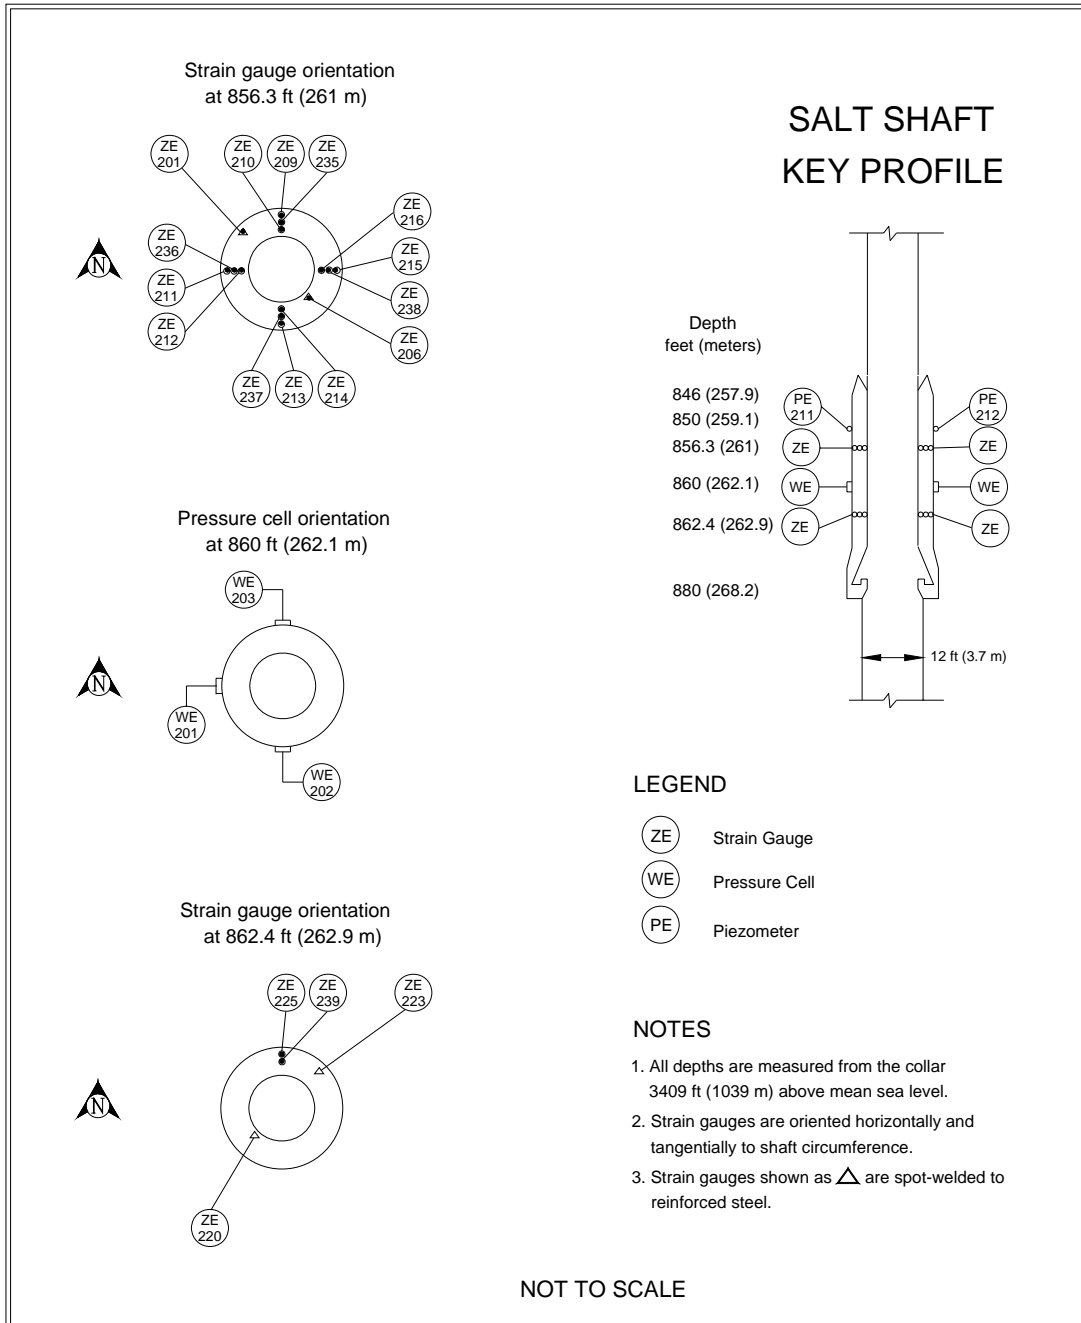 Strain gauge orientation
at 856.3 ft (261 m)
ZE
201
ZE
210
ZE
209
ZE
235
ZE
216
ZE
236
ZE
215
ZE
211
ZE
238
ZE
212
ZE
206
ZE
237
ZE
213
ZE
214
N
Pressure cell orientation
at 860 ft (262.1 m)
WE
203
N
WE
201
WE
202
Strain gauge orientation
at 862.4 ft (262.9 m)
ZE
225
ZE
239
ZE
223
N
ZE
220
SALT SHAFT
KEY PROFILE
Depth
feet (meters)
846 (257.9)
850 (259.1)
856.3 (261)
860 (262.1)
862.4 (262.9)
880 (268.2)
PE
211
PE
212
ZE
ZE
WE
WE
ZE
ZE
12 ft (3.7 m)
LEGEND
ZE Strain Gauge
WE Pressure Cell
PE Piezometer
NOTES
1. All depths are measured from the collar
3409 ft (1039 m) above mean sea level.
2. Strain gauges are oriented horizontally and
tangentially to shaft circumference.
3. Strain gauges shown as △ are spot-welded to
reinforced steel.
NOT TO SCALE